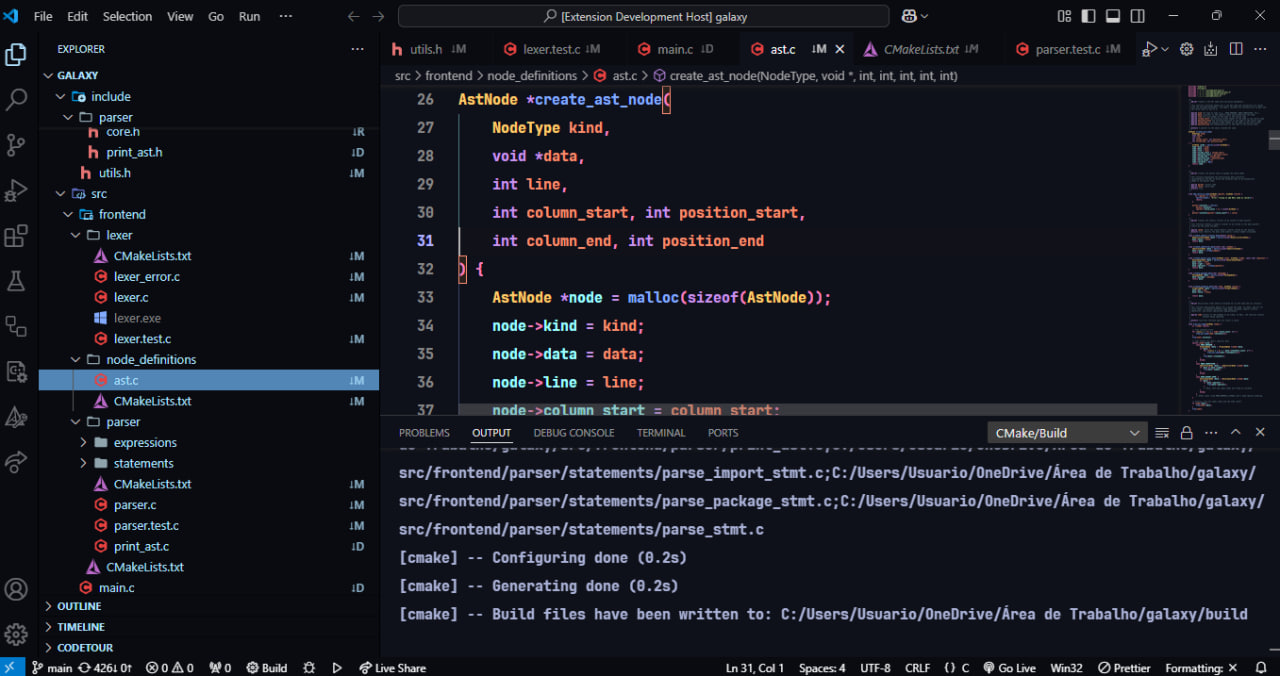 File Edit Selection View Go Run ··· [Extension Development Host] galaxy
EXPLORER ···
GALAXY
include
parser
core.h ↓R
print_ast.h ↓D
utils.h ↓M
src
frontend
lexer
CMakeLists.txt ↓M
lexer_error.c ↓M
lexer.c ↓M
lexer.exe
lexer.test.c ↓M
node_definitions
ast.c ↓M
CMakeLists.txt ↓M
parser
expressions
statements
CMakeLists.txt ↓M
parser.c ↓M
parser.test.c ↓M
print_ast.c ↓D
CMakeLists.txt
main.c ↓D
OUTLINE
TIMELINE
CODETOUR
utils.h ↓M lexer.test.c ↓M main.c ↓D ast.c ↓M CMakeLists.txt ↓M parser.test.c ↓M
src > frontend > node_definitions > ast.c > create_ast_node(NodeType, void *, int, int, int, int, int)
26 AstNode *create_ast_node(
27 NodeType kind,
28 void *data,
29 int line,
30 int column_start, int position_start,
31 int column_end, int position_end
32 ) {
33 AstNode *node = malloc(sizeof(AstNode));
34 node->kind = kind;
35 node->data = data;
36 node->line = line;
37 node->column_start = column_start;
PROBLEMS OUTPUT DEBUG CONSOLE TERMINAL PORTS CMake/Build
src/frontend/parser/statements/parse_import_stmt.c;C:/Users/Usuario/OneDrive/Área de Trabalho/galaxy/
src/frontend/parser/statements/parse_package_stmt.c;C:/Users/Usuario/OneDrive/Área de Trabalho/galaxy/
src/frontend/parser/statements/parse_stmt.c
[cmake] -- Configuring done (0.2s)
[cmake] -- Generating done (0.2s)
[cmake] -- Build files have been written to: C:/Users/Usuario/OneDrive/Área de Trabalho/galaxy/build
main 426↓ 0↑ 0 0 0 Build Live Share Ln 31, Col 1 Spaces: 4 UTF-8 CRLF {} C Go Live Win32 Prettier Formatting: ×